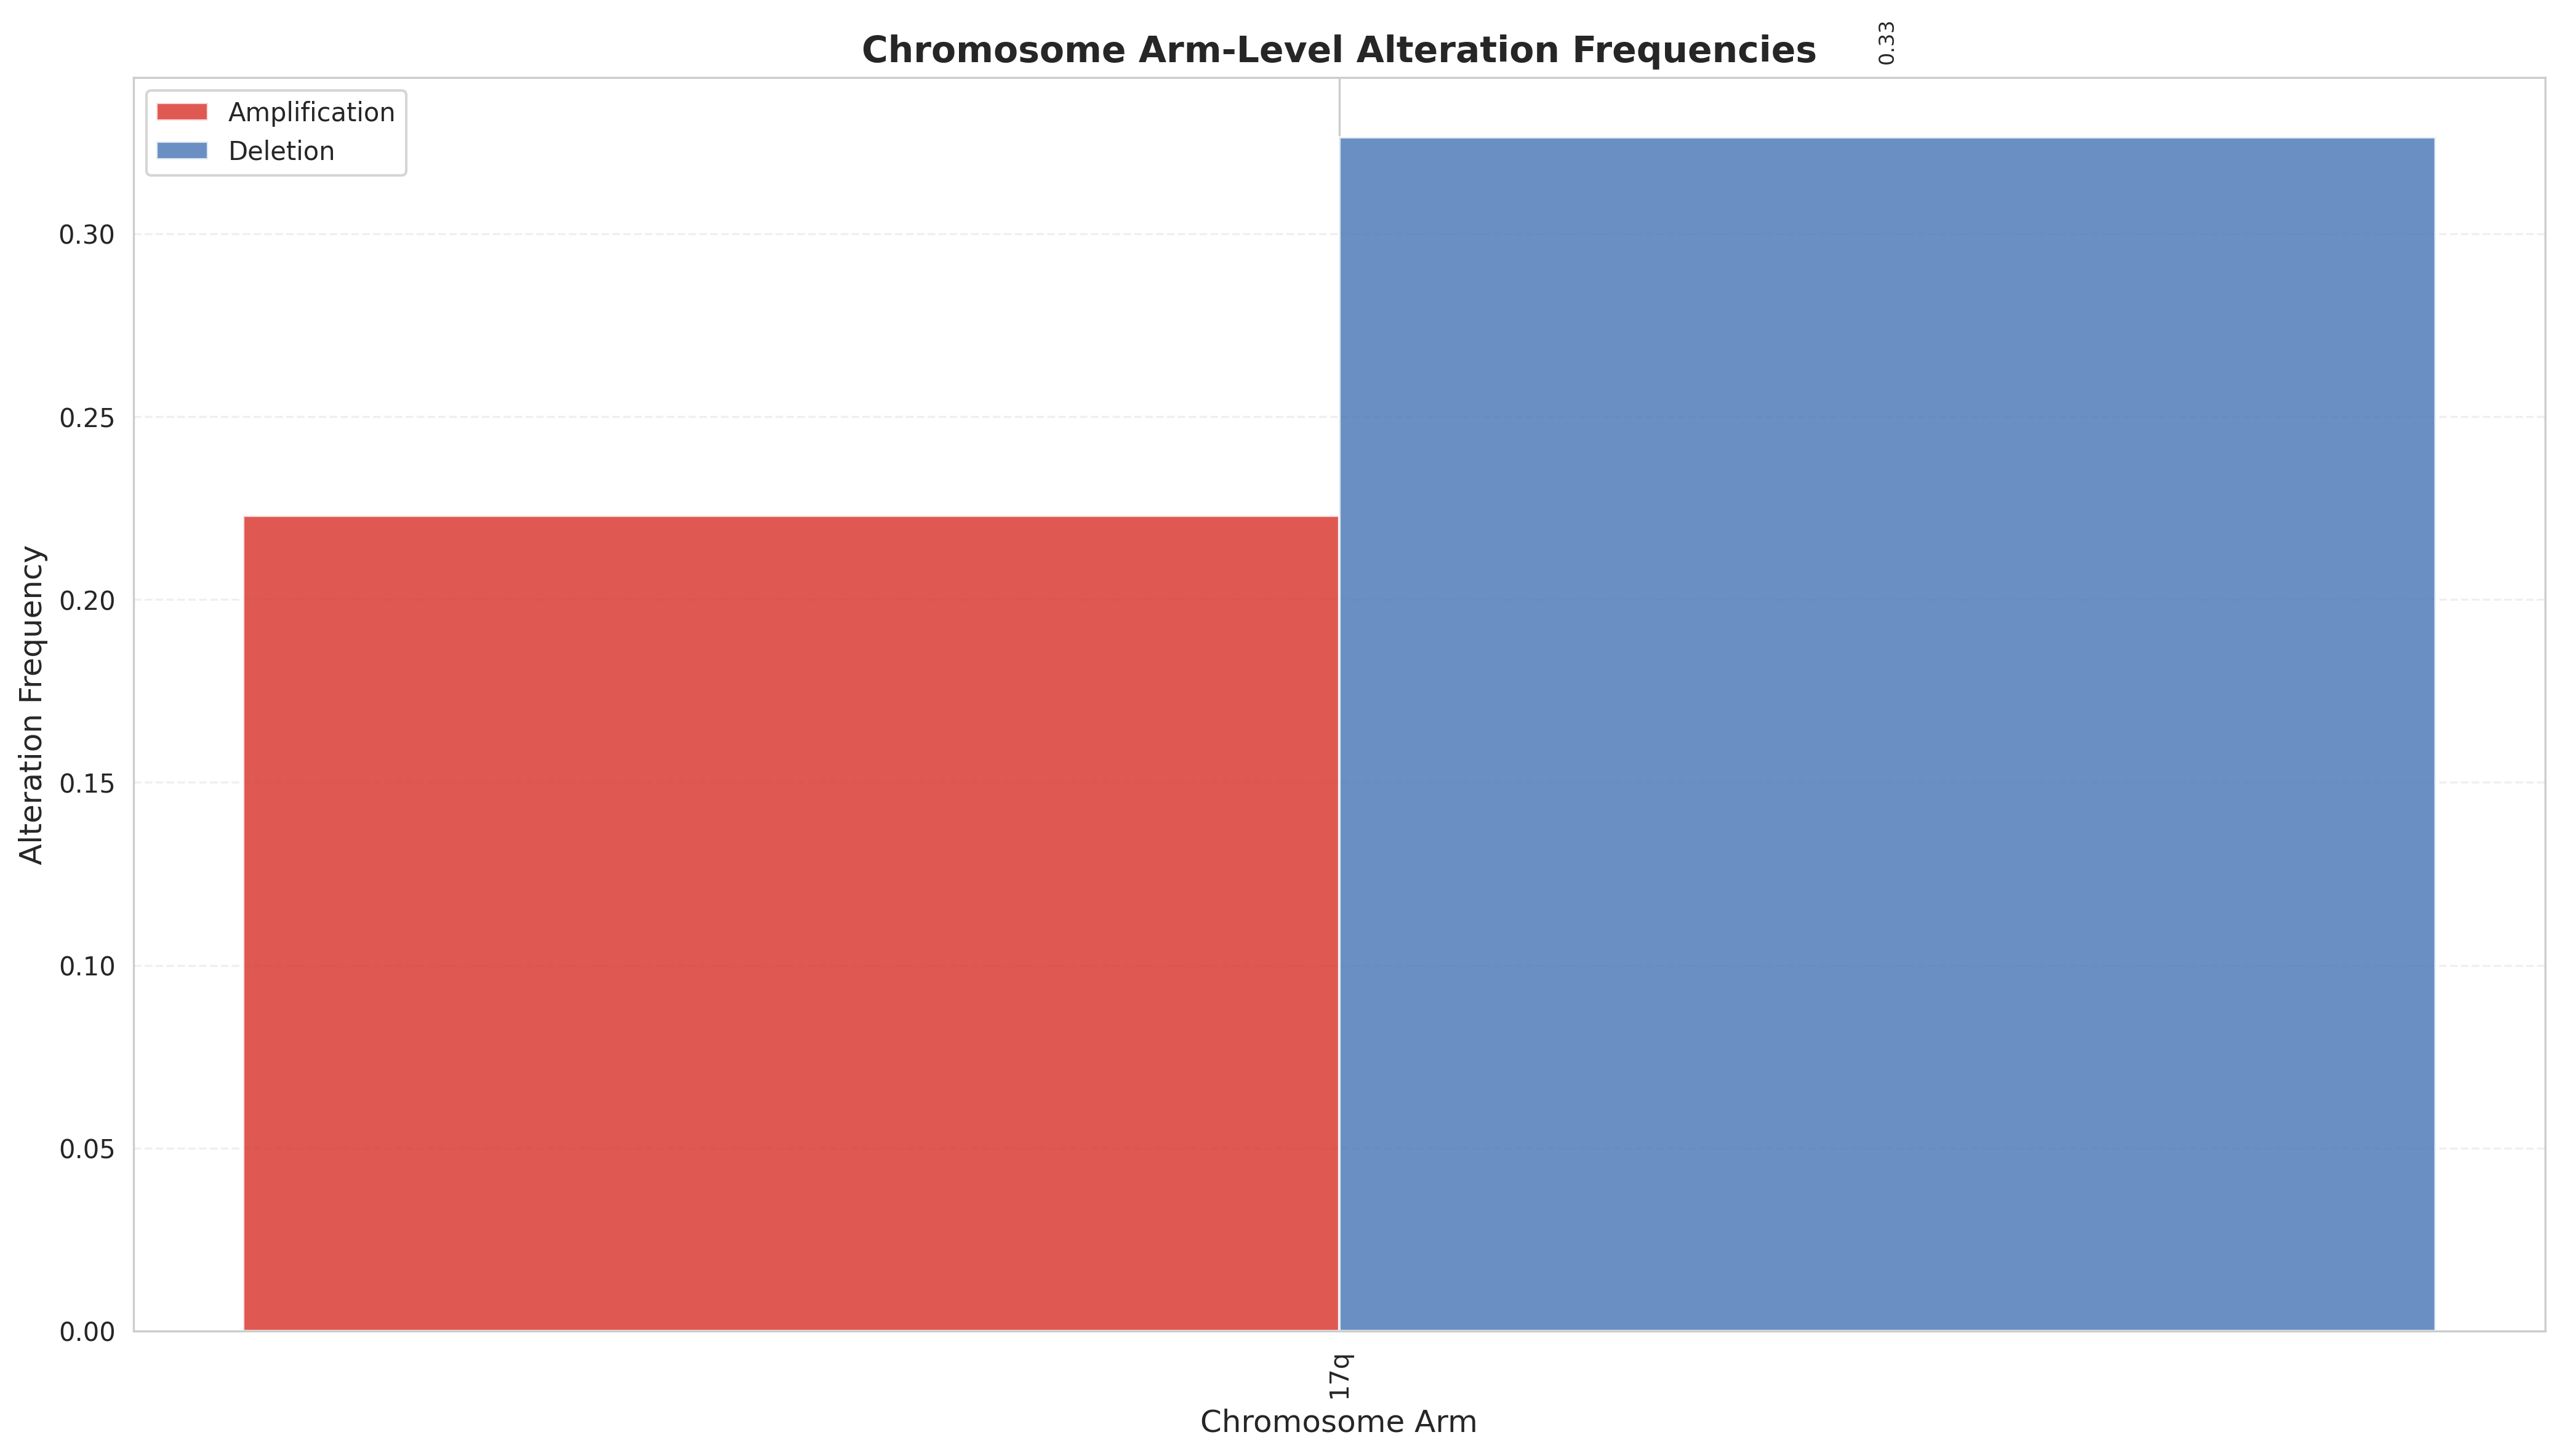 Chromosome Arm-Level Alteration Frequencies
0.33
Amplification
Deletion
Alteration Frequency
0.30
0.25
0.20
0.15
0.10
0.05
0.00
17q
Chromosome Arm